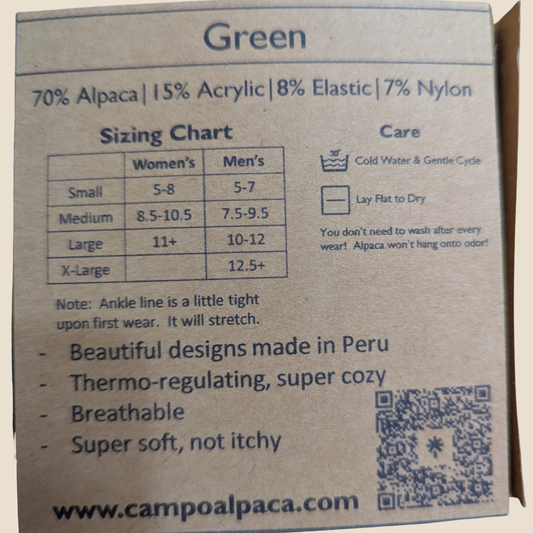 Green
70% Alpaca|15% Acrylic|8% Elastic|7% Nylon
Sizing Chart
Women's Men's
Small 5-8 5-7
Medium 8.5-10.5 7.5-9.5
Large 11+ 10-12
X-Large 12.5+
Note: Ankle line is a little tight
upon first wear. It will stretch.
Care
30°
Cold Water & Gentle Cycle
Lay Flat to Dry
You don't need to wash after every
wear! Alpaca won't hang onto odor!
- Beautiful designs made in Peru
- Thermo-regulating, super cozy
- Breathable
- Super soft, not itchy
www.campoalpaca.com